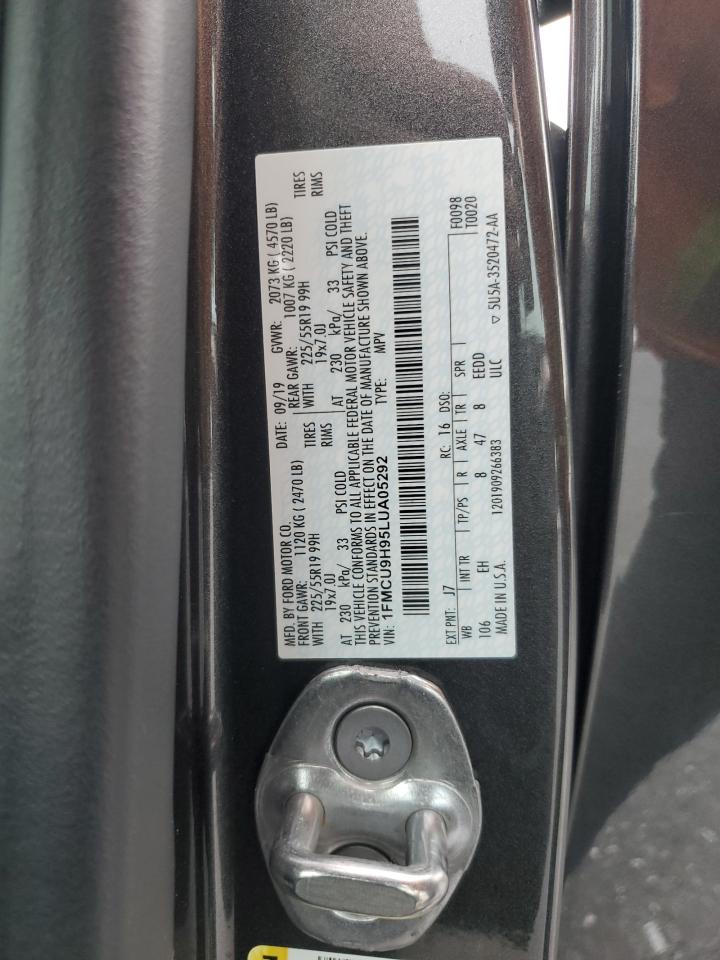 MFD. BY FORD MOTOR CO. DATE: 09/19 GVWR: 2073 KG ( 4570 LB)
FRONT GAWR: 1120 KG ( 2470 LB) REAR GAWR: 1007 KG ( 2220 LB)
WITH 225/55R19 99H TIRES WITH 225/55R19 99H TIRES
19x7.0J RIMS 19x7.0J RIMS
AT 230 kPa/ 33 PSI COLD AT 230 kPa/ 33 PSI COLD
THIS VEHICLE CONFORMS TO ALL APPLICABLE FEDERAL MOTOR VEHICLE SAFETY AND THEFT
PREVENTION STANDARDS IN EFFECT ON THE DATE OF MANUFACTURE SHOWN ABOVE.
VIN: 1FMCU9H95LUA05292 TYPE: MPV
EXT PNT: J7 RC: 16 DSO: F0098
WB INT TR TP/PS R AXLE TR SPR T0020
106 EH 8 47 8 EEDD
1201909266383 ULC
MADE IN U.S.A. ▽ 5U5A-3520472-AA